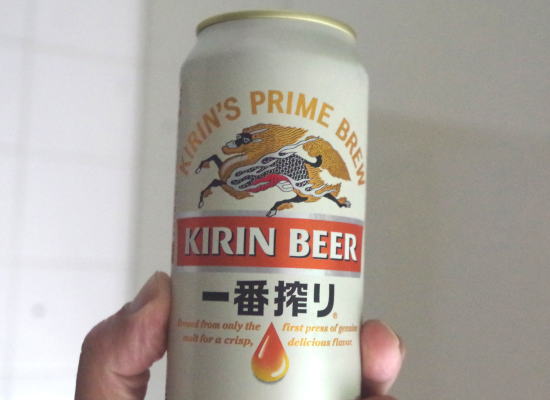 KIRIN'S PRIME BREW
KIRIN BEER
一番搾り
Brewed from only the first press of genuine
malt for a crisp, delicious flavor.